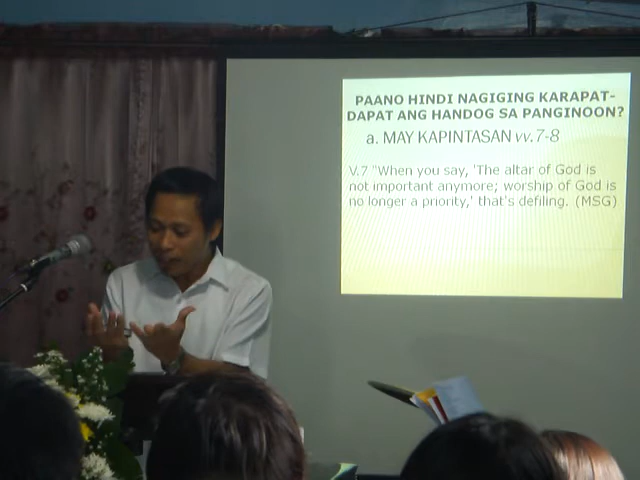 PAANO HINDI NAGIGING KARAPAT-
DAPAT ANG HANDOG SA PANGINOON?
a. MAY KAPINTASAN vv.7-8
V.7 "When you say, 'The altar of God is
not important anymore; worship of God is
no longer a priority,' that's defiling. (MSG)